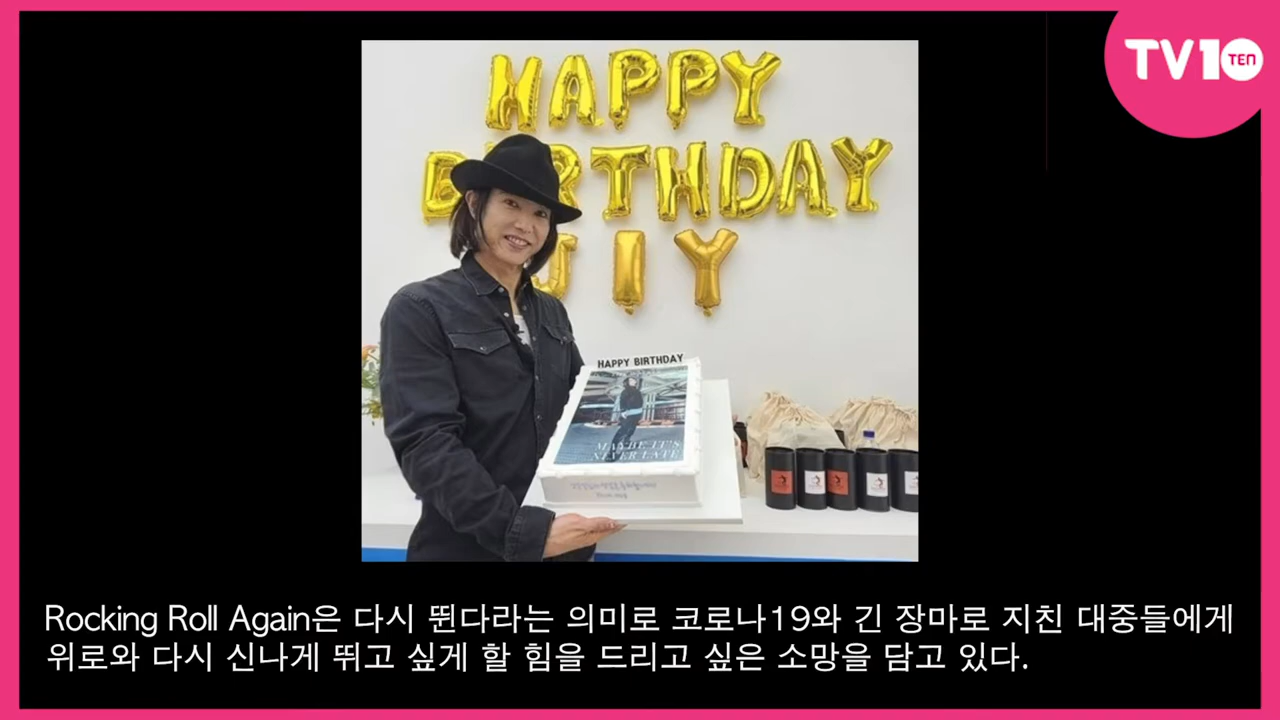 TV10
TEN
HAPPY
BIRTHDAY
JIY
HAPPY BIRTHDAY
MAYBE IT'S
NEVER LATE
Rocking Roll Again은 다시 뛴다라는 의미로 코로나19와 긴 장마로 지친 대중들에게
위로와 다시 신나게 뛰고 싶게 할 힘을 드리고 싶은 소망을 담고 있다.